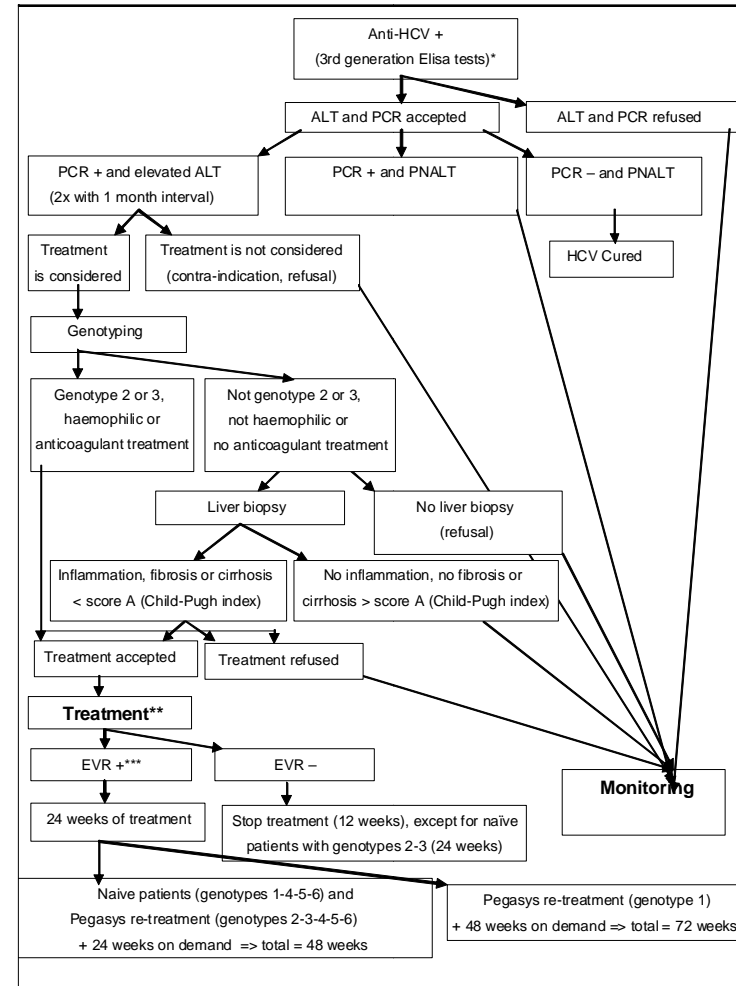 Anti-HCV +
(3rd generation Elisa tests)*
ALT and PCR accepted
ALT and PCR refused
PCR + and elevated ALT
(2x with 1 month interval)
PCR + and PNALT
PCR – and PNALT
Treatment
is considered
Treatment is not considered
(contra-indication, refusal)
HCV Cured
Genotyping
Genotype 2 or 3,
haemophilic or
anticoagulant treatment
Not genotype 2 or 3,
not haemophilic or
no anticoagulant treatment
Liver biopsy
No liver biopsy
(refusal)
Inflammation, fibrosis or cirrhosis
< score A (Child-Pugh index)
No inflammation, no fibrosis or
cirrhosis > score A (Child-Pugh index)
Treatment accepted
Treatment refused
Treatment**
EVR +***
EVR –
Monitoring
24 weeks of treatment
Stop treatment (12 weeks), except for naïve
patients with genotypes 2-3 (24 weeks)
Naive patients (genotypes 1-4-5-6) and
Pegasys re-treatment (genotypes 2-3-4-5-6)
+ 24 weeks on demand => total = 48 weeks
Pegasys re-treatment (genotype 1)
+ 48 weeks on demand => total = 72 weeks